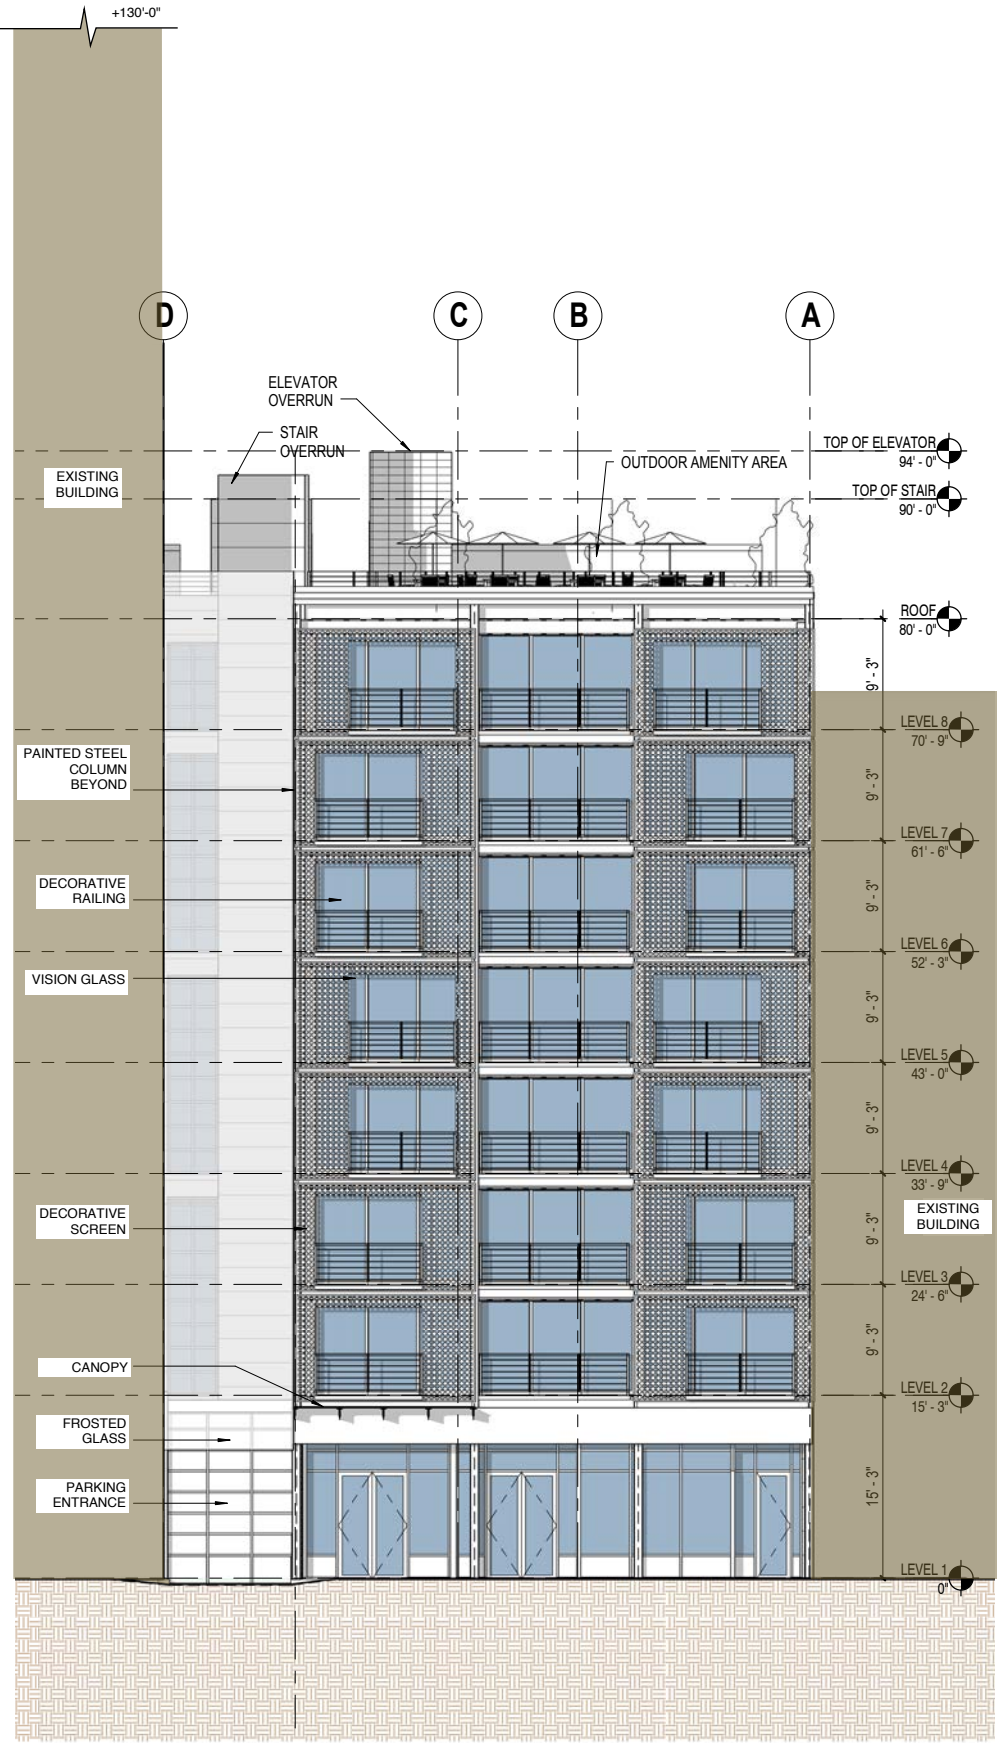 +130'-0"
D
C
B
A
ELEVATOR
OVERRUN
STAIR
OVERRUN
OUTDOOR AMENITY AREA
TOP OF ELEVATOR
94' - 0"
EXISTING
BUILDING
TOP OF STAIR
90' - 0"
ROOF
80' - 0"
9' - 3"
LEVEL 8
70' - 9"
PAINTED STEEL
COLUMN
BEYOND
9' - 3"
LEVEL 7
61' - 6"
DECORATIVE
RAILING
9' - 3"
LEVEL 6
52' - 3"
VISION GLASS
9' - 3"
LEVEL 5
43' - 0"
9' - 3"
LEVEL 4
33' - 9"
DECORATIVE
SCREEN
EXISTING
BUILDING
9' - 3"
LEVEL 3
24' - 6"
9' - 3"
CANOPY
LEVEL 2
15' - 3"
FROSTED
GLASS
PARKING
ENTRANCE
15' - 3"
LEVEL 1
0"